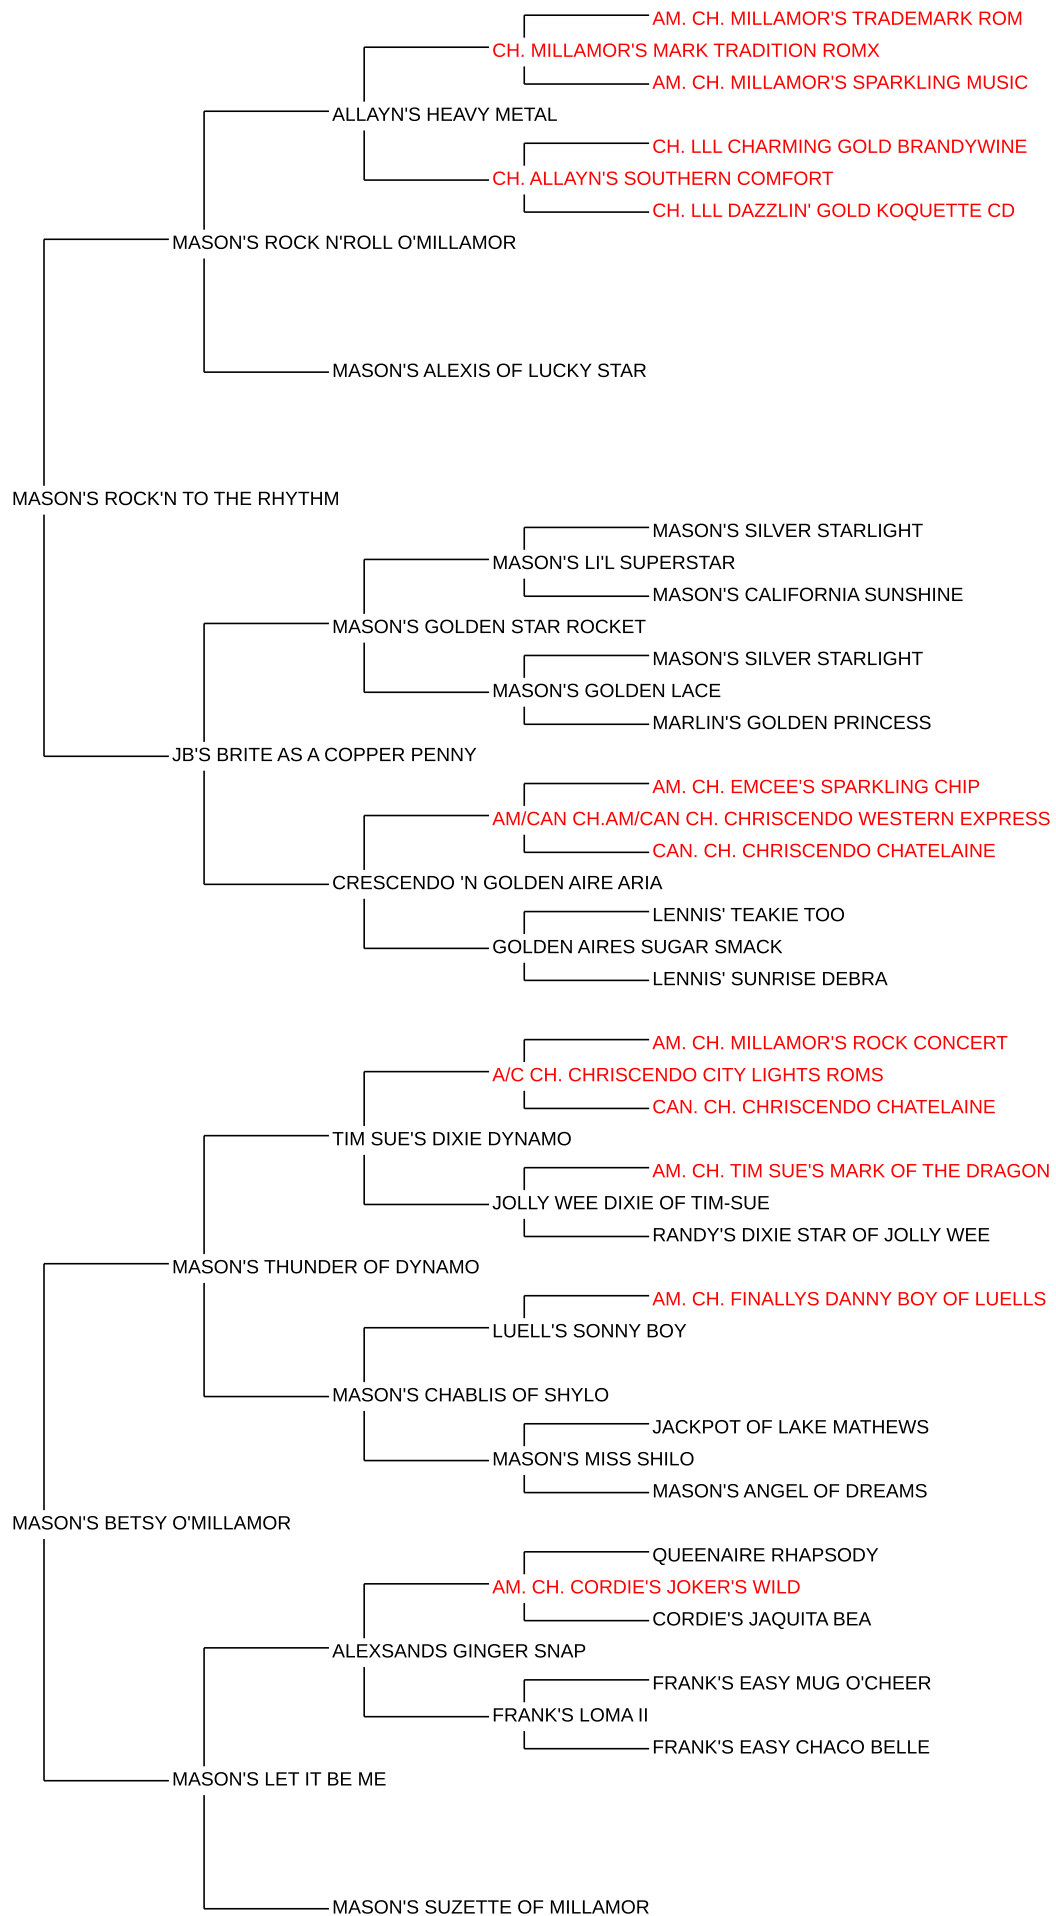 AM. CH. MILLAMOR'S TRADEMARK ROM
CH. MILLAMOR'S MARK TRADITION ROMX
AM. CH. MILLAMOR'S SPARKLING MUSIC
ALLAYN'S HEAVY METAL
CH. LLL CHARMING GOLD BRANDYWINE
CH. ALLAYN'S SOUTHERN COMFORT
CH. LLL DAZZLIN' GOLD KOQUETTE CD
MASON'S ROCK N'ROLL O'MILLAMOR
MASON'S ALEXIS OF LUCKY STAR
MASON'S ROCK'N TO THE RHYTHM
MASON'S SILVER STARLIGHT
MASON'S LI'L SUPERSTAR
MASON'S CALIFORNIA SUNSHINE
MASON'S GOLDEN STAR ROCKET
MASON'S SILVER STARLIGHT
MASON'S GOLDEN LACE
MARLIN'S GOLDEN PRINCESS
JB'S BRITE AS A COPPER PENNY
AM. CH. EMCEE'S SPARKLING CHIP
AM/CAN CH.AM/CAN CH. CHRISCENDO WESTERN EXPRESS
CAN. CH. CHRISCENDO CHATELAINE
CRESCENDO 'N GOLDEN AIRE ARIA
LENNIS' TEAKIE TOO
GOLDEN AIRES SUGAR SMACK
LENNIS' SUNRISE DEBRA
AM. CH. MILLAMOR'S ROCK CONCERT
A/C CH. CHRISCENDO CITY LIGHTS ROMS
CAN. CH. CHRISCENDO CHATELAINE
TIM SUE'S DIXIE DYNAMO
AM. CH. TIM SUE'S MARK OF THE DRAGON
JOLLY WEE DIXIE OF TIM-SUE
RANDY'S DIXIE STAR OF JOLLY WEE
MASON'S THUNDER OF DYNAMO
AM. CH. FINALLYS DANNY BOY OF LUELLS
LUELL'S SONNY BOY
MASON'S CHABLIS OF SHYLO
JACKPOT OF LAKE MATHEWS
MASON'S MISS SHILO
MASON'S ANGEL OF DREAMS
MASON'S BETSY O'MILLAMOR
QUEENAIRE RHAPSODY
AM. CH. CORDIE'S JOKER'S WILD
CORDIE'S JAQUITA BEA
ALEXSANDS GINGER SNAP
FRANK'S EASY MUG O'CHEER
FRANK'S LOMA II
FRANK'S EASY CHACO BELLE
MASON'S LET IT BE ME
MASON'S SUZETTE OF MILLAMOR